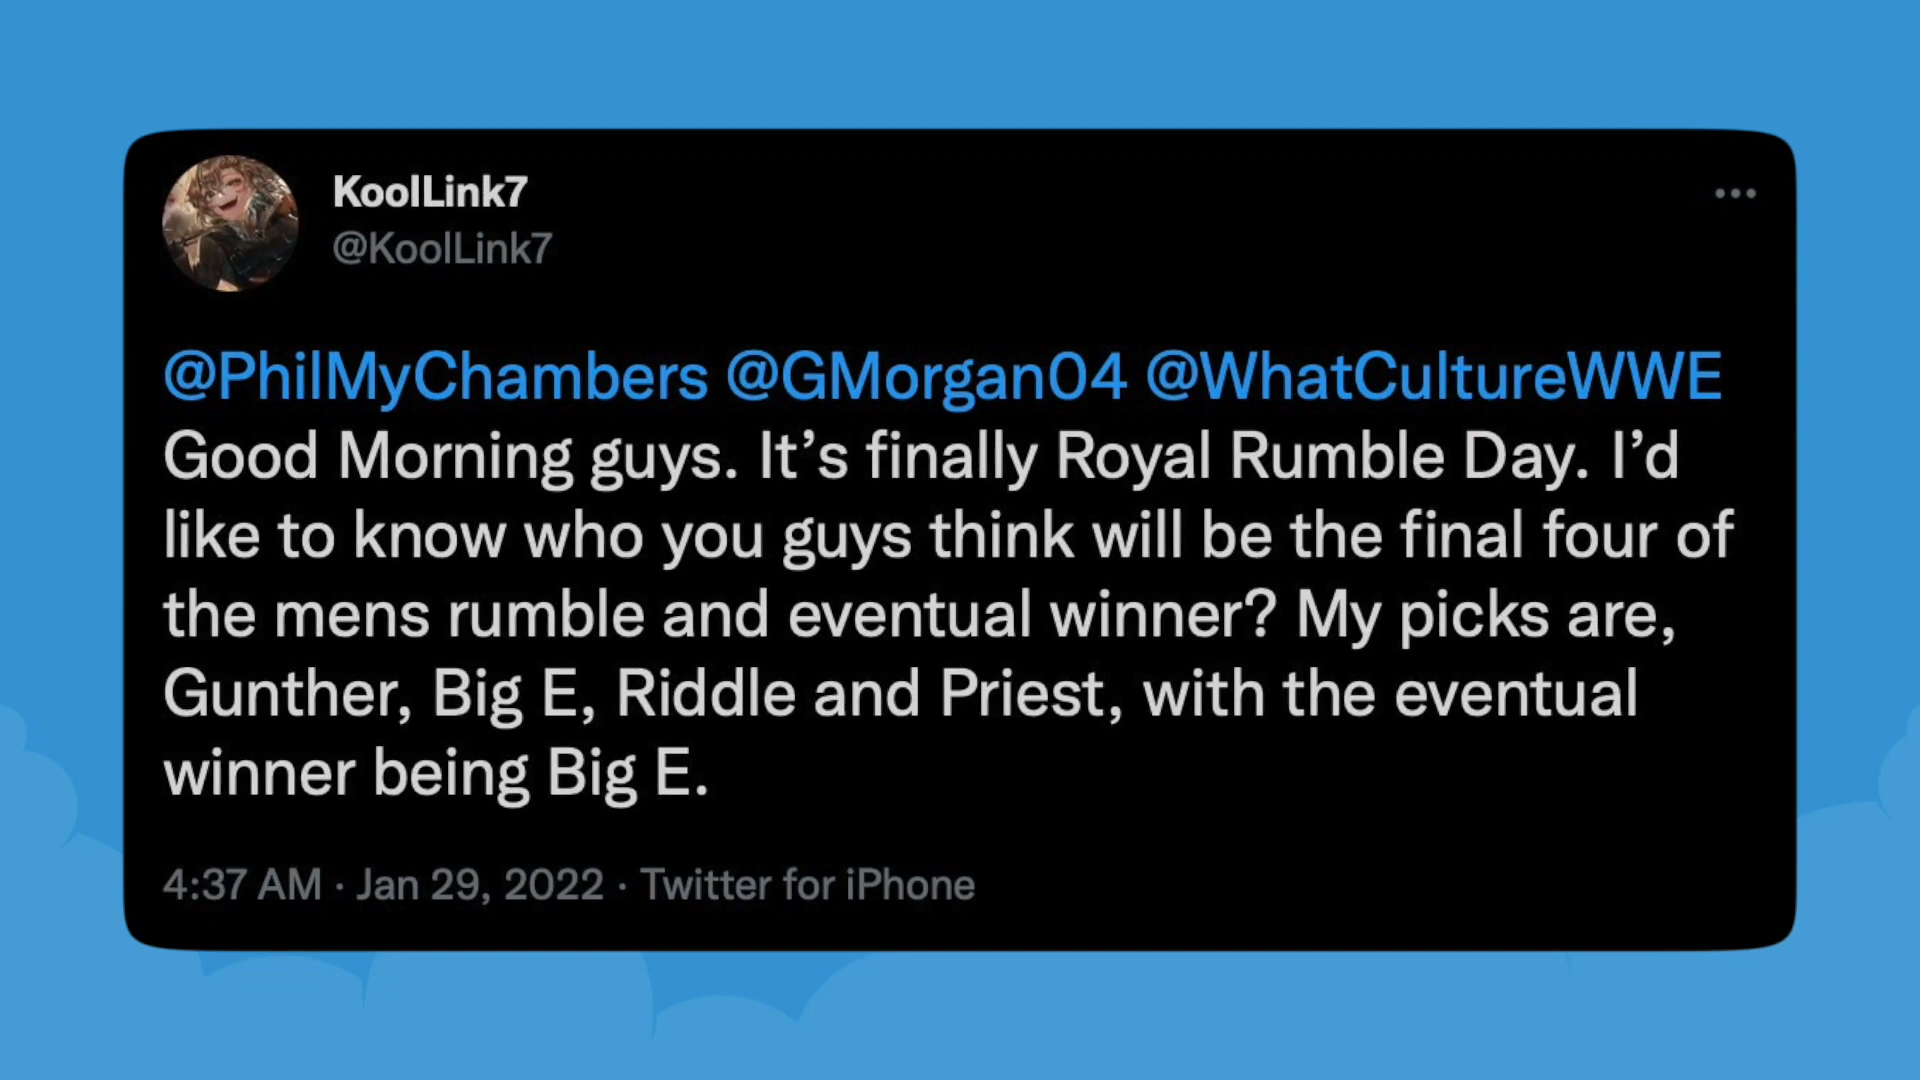 KoolLink7
@KoolLink7
@PhilMyChambers @GMorgan04 @WhatCultureWWE
Good Morning guys. It’s finally Royal Rumble Day. I’d
like to know who you guys think will be the final four of
the mens rumble and eventual winner? My picks are,
Gunther, Big E, Riddle and Priest, with the eventual
winner being Big E.
4:37 AM · Jan 29, 2022 · Twitter for iPhone